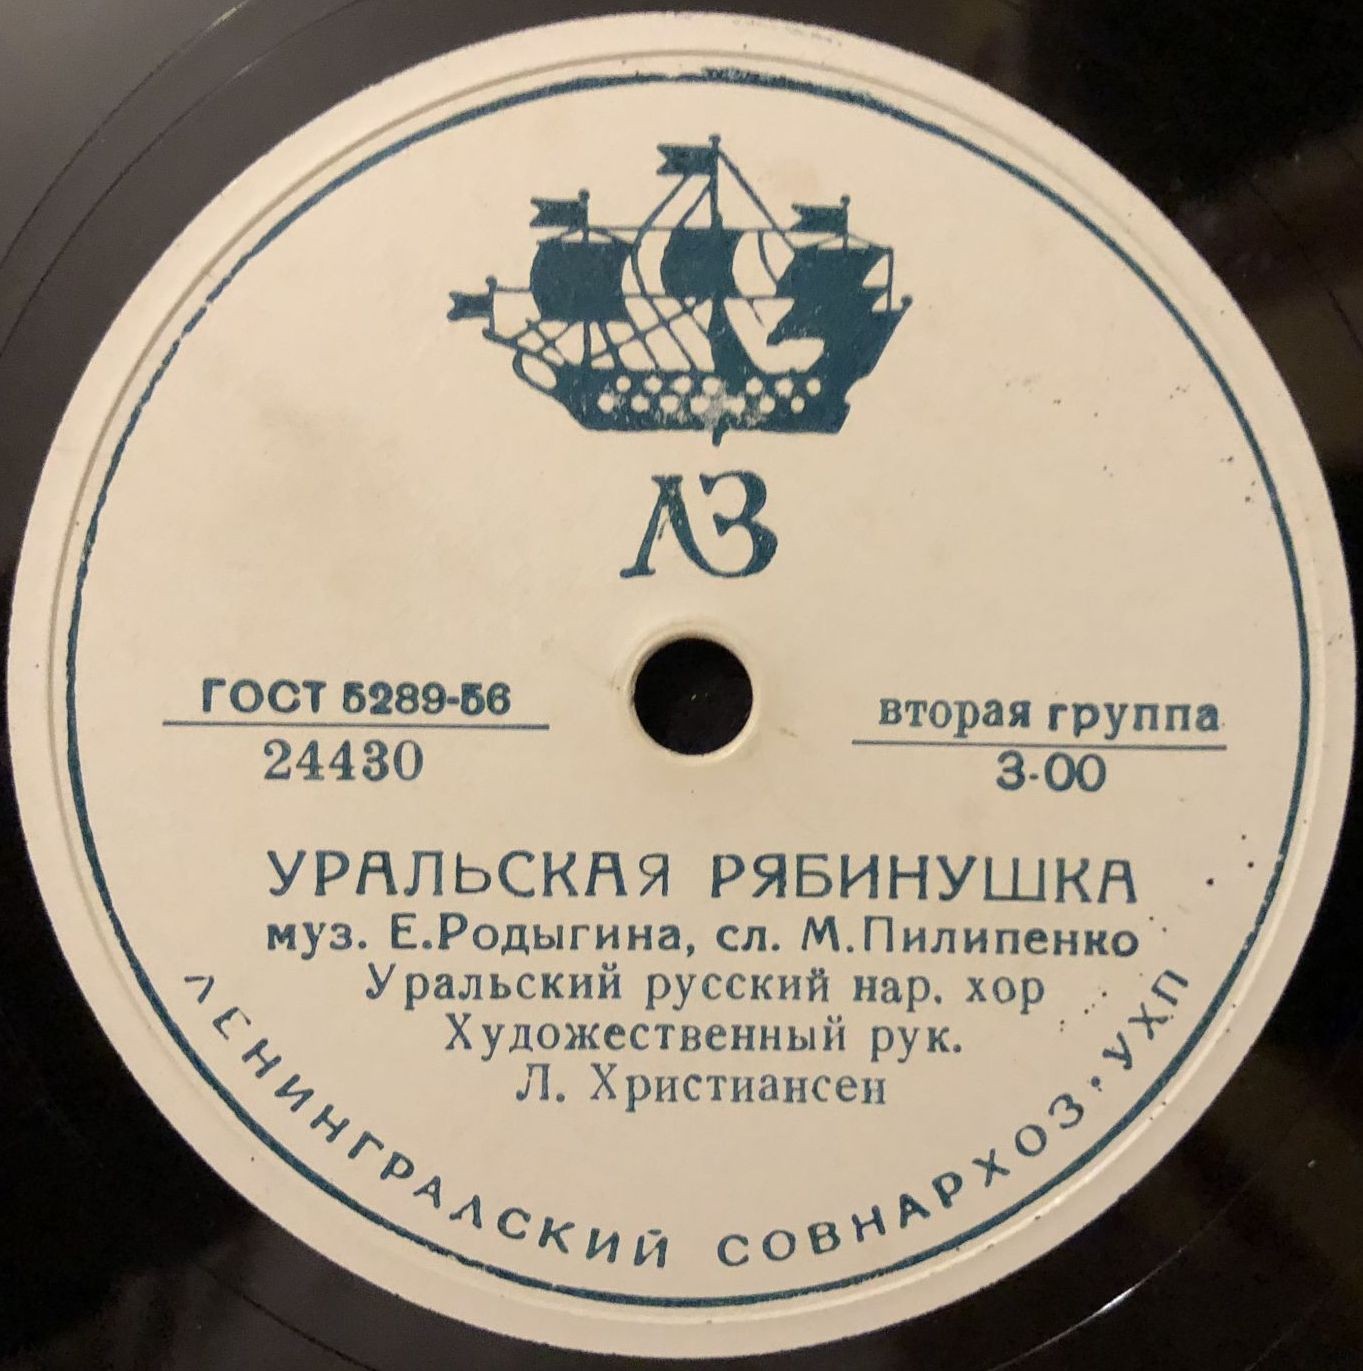 ЛЗ
ГОСТ 5289-56
24430
вторая группа
3-00
УРАЛЬСКАЯ РЯБИНУШКА
муз. Е.Родыгина, сл. М.Пилипенко
Уральский русский нар. хор
Художественный рук.
Л. Христиансен
ЛЕНИНГРАДСКИЙ СОВНАРХОЗ · УХП